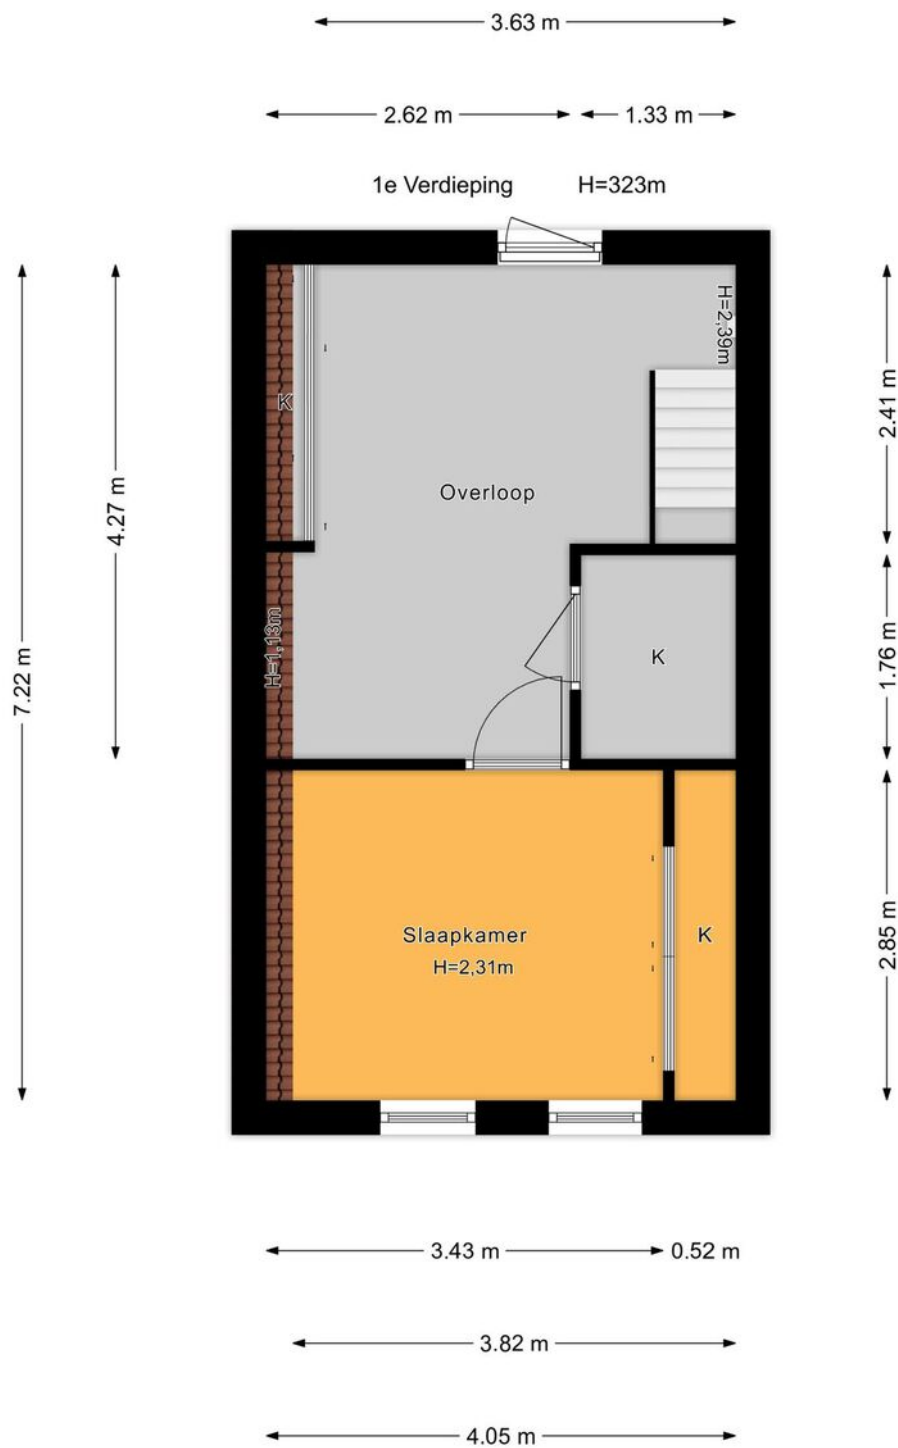 3.63 m
2.62 m
1.33 m
1e Verdieping H=323m
H=2,39m
K
2.41 m
4.27 m
Overloop
H=1,13m
K
1.76 m
7.22 m
Slaapkamer
H=2,31m
K
2.85 m
3.43 m
0.52 m
3.82 m
4.05 m